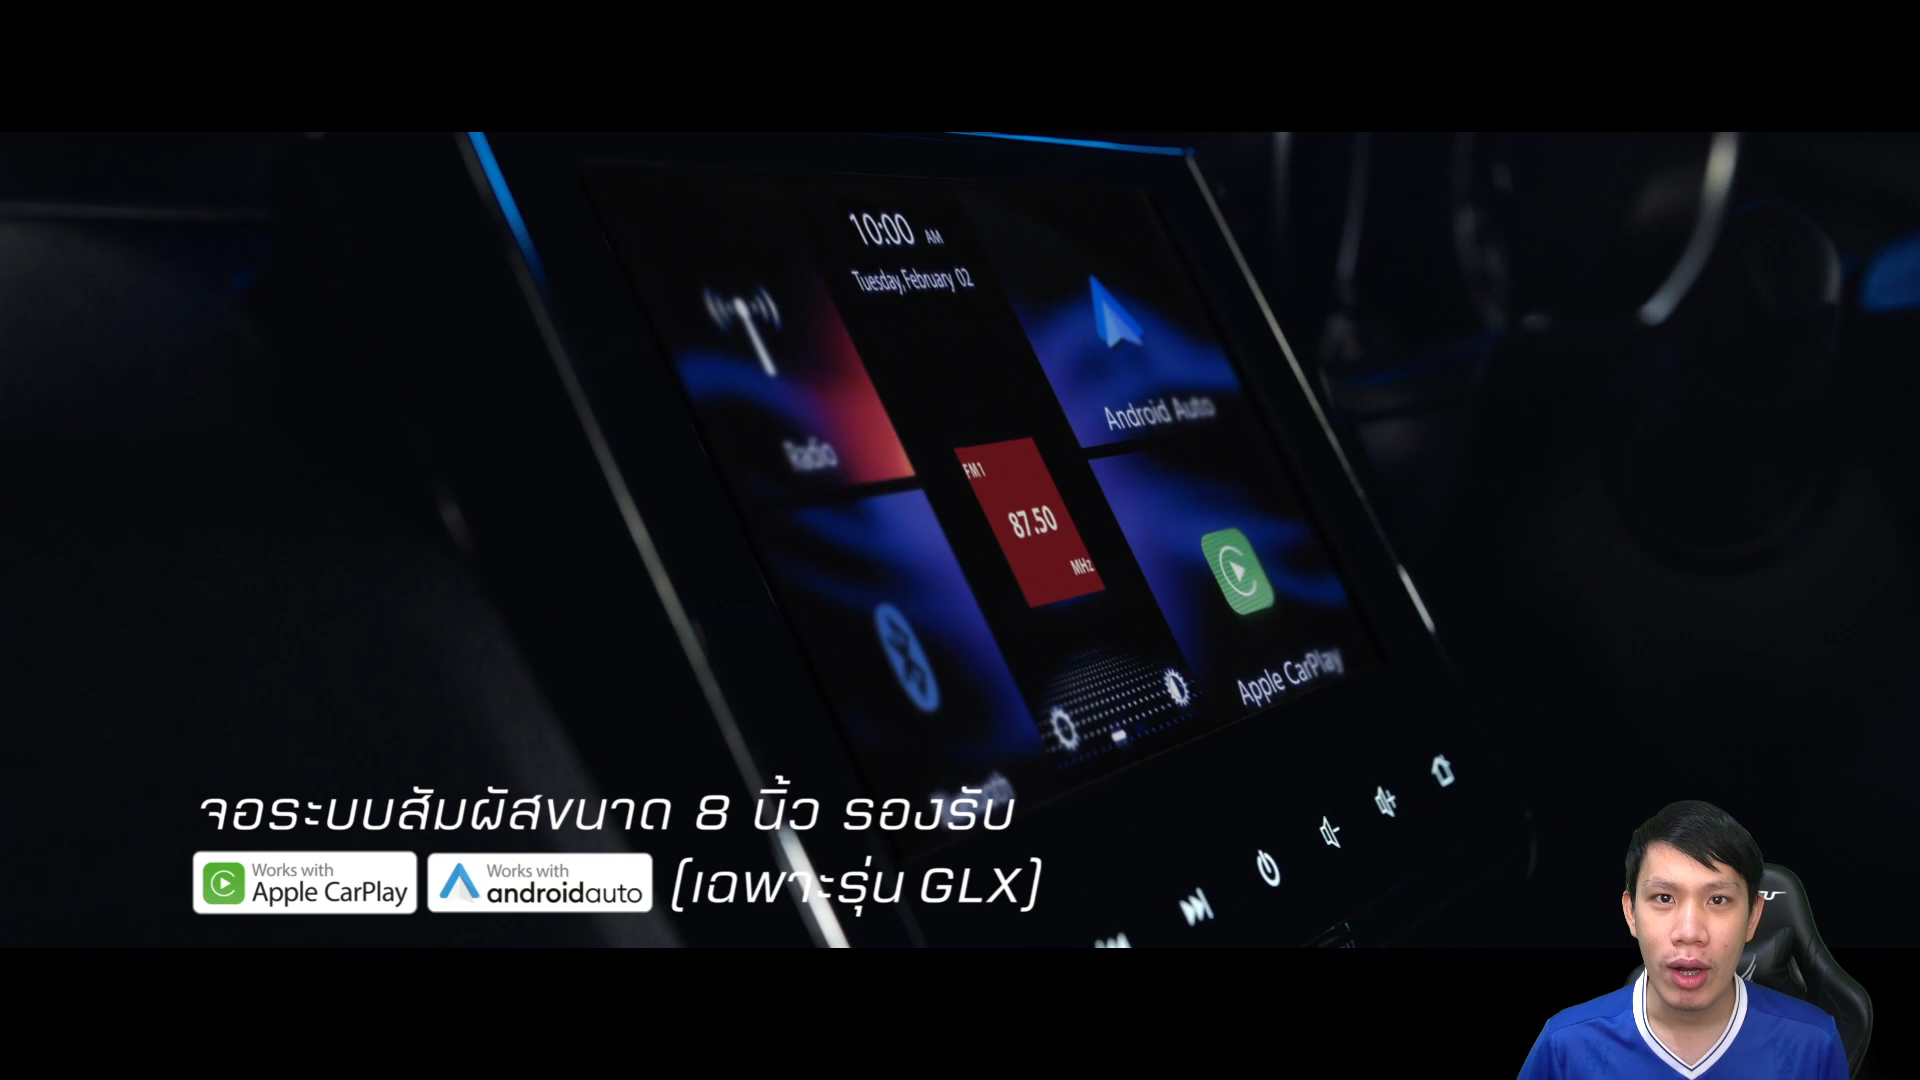 10:00 AM
Tuesday, February 02
Radio
Android Auto
FM1
87.50
MHz
Apple CarPlay
จอระบบสัมผัสขนาด 8 นิ้ว รองรับ
Works with
Apple CarPlay
Works with
androidauto
(เฉพาะรุ่น GLX)